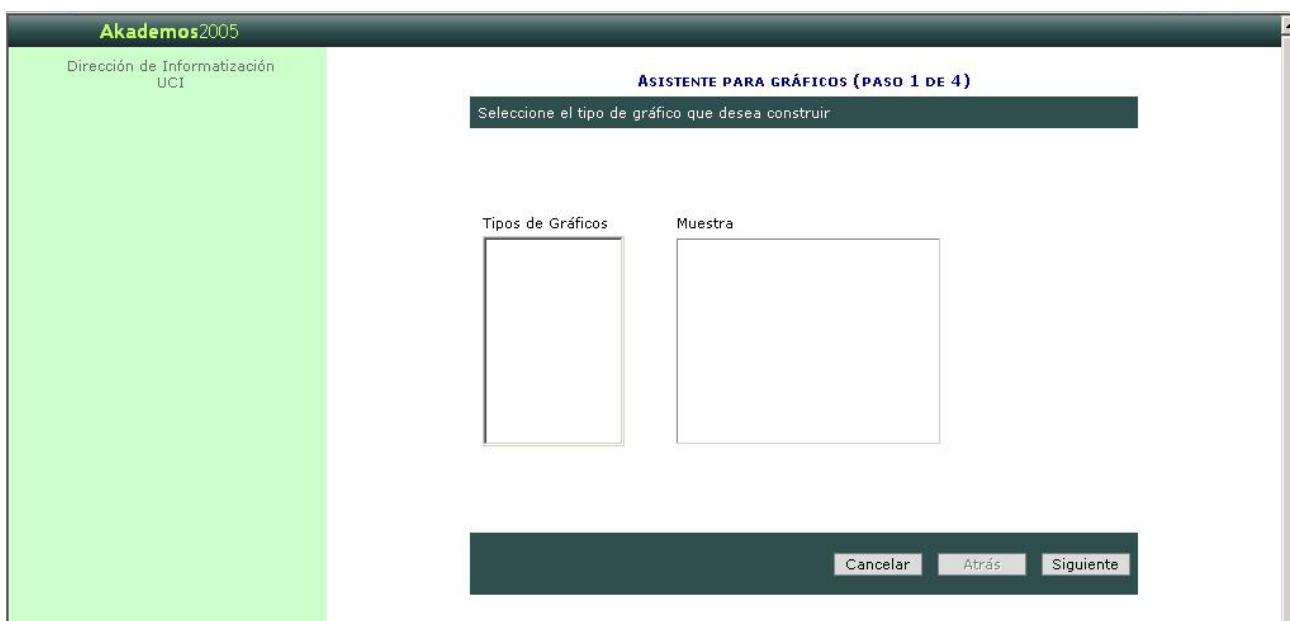 Akademos2005
Dirección de Informatización
UCI
ASISTENTE PARA GRÁFICOS (PASO 1 DE 4)
Seleccione el tipo de gráfico que desea construir
Tipos de Gráficos
Muestra
Cancelar
Atrás
Siguiente